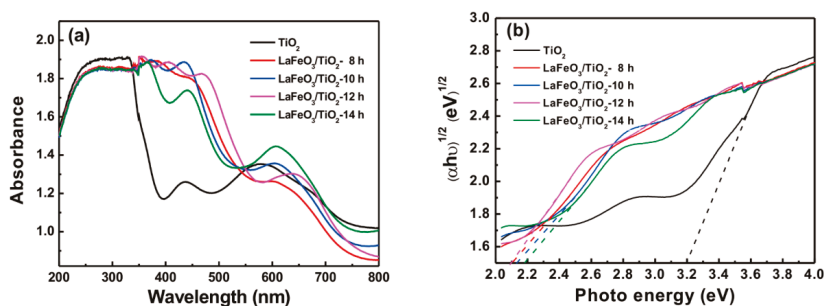 (a)
TiO₂
LaFeO₃/TiO₂- 8 h
LaFeO₃/TiO₂-10 h
LaFeO₃/TiO₂-12 h
LaFeO₃/TiO₂-14 h
Absorbance
2.0
1.8
1.6
1.4
1.2
1.0
200 300 400 500 600 700 800
Wavelength (nm)
(b)
TiO₂
LaFeO₃/TiO₂- 8 h
LaFeO₃/TiO₂-10 h
LaFeO₃/TiO₂-12 h
LaFeO₃/TiO₂-14 h
(αhυ)¹/² (eV)¹/²
3.0
2.8
2.6
2.4
2.2
2.0
1.8
1.6
2.0 2.2 2.4 2.6 2.8 3.0 3.2 3.4 3.6 3.8 4.0
Photo energy (eV)